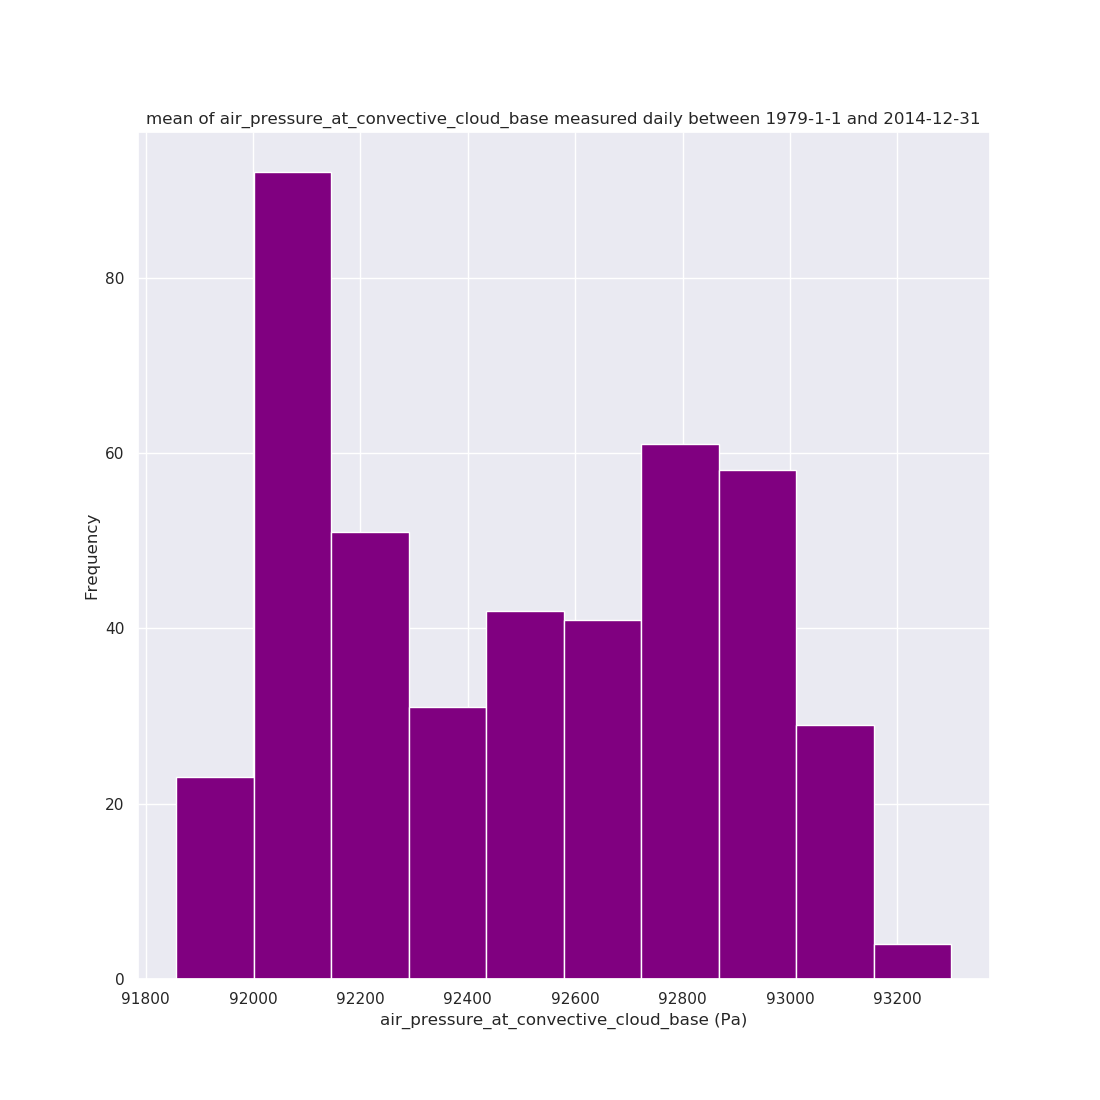 mean of air_pressure_at_convective_cloud_base measured daily between 1979-1-1 and 2014-12-31
Frequency
80
60
40
20
0
91800 92000 92200 92400 92600 92800 93000 93200
air_pressure_at_convective_cloud_base (Pa)